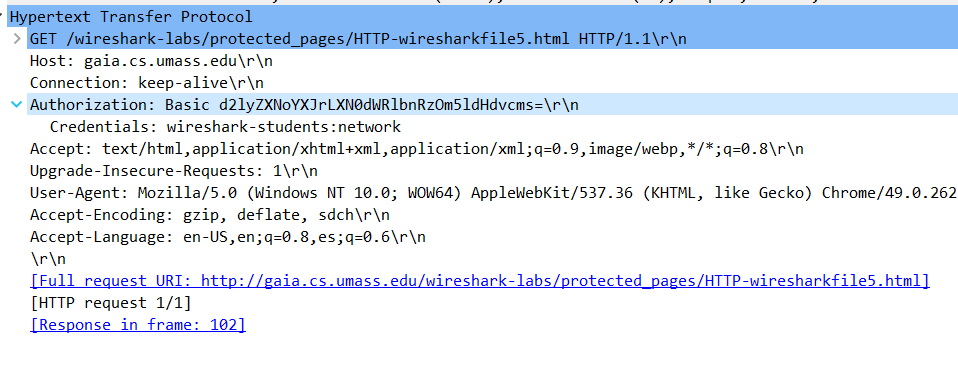 Hypertext Transfer Protocol
GET /wireshark-labs/protected_pages/HTTP-wiresharkfile5.html HTTP/1.1\r\n
Host: gaia.cs.umass.edu\r\n
Connection: keep-alive\r\n
Authorization: Basic d2lyZXNoYXJrLXN0dWRlbnRzOm5ldHdvcms=\r\n
Credentials: wireshark-students:network
Accept: text/html,application/xhtml+xml,application/xml;q=0.9,image/webp,*/*;q=0.8\r\n
Upgrade-Insecure-Requests: 1\r\n
User-Agent: Mozilla/5.0 (Windows NT 10.0; WOW64) AppleWebKit/537.36 (KHTML, like Gecko) Chrome/49.0.262
Accept-Encoding: gzip, deflate, sdch\r\n
Accept-Language: en-US,en;q=0.8,es;q=0.6\r\n
\r\n
[Full request URI: http://gaia.cs.umass.edu/wireshark-labs/protected_pages/HTTP-wiresharkfile5.html]
[HTTP request 1/1]
[Response in frame: 102]